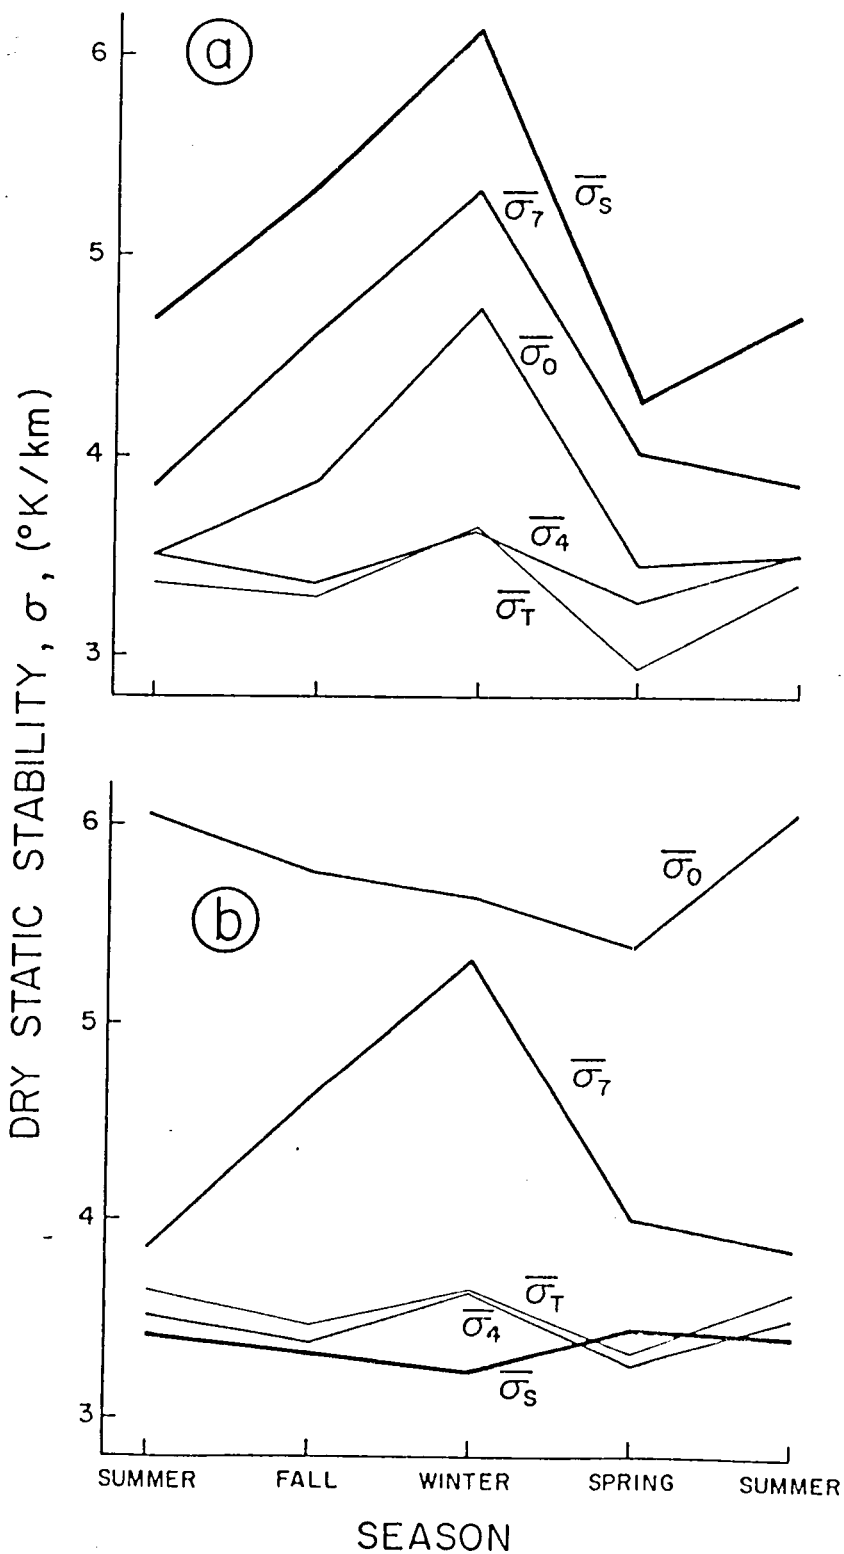 DRY STATIC STABILITY, σ, (°K/km)
a
6
5
4
3
σ̅S
σ̅7
σ̅0
σ̅4
σ̅T
b
6
5
4
3
σ̅0
σ̅7
σ̅T
σ̅4
σ̅S
SUMMER FALL WINTER SPRING SUMMER
SEASON